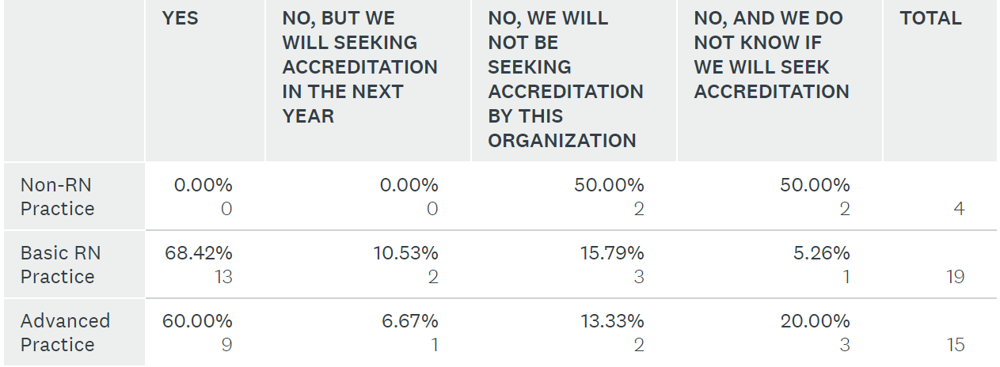 YES
NO, BUT WE
WILL SEEKING
ACCREDITATION
IN THE NEXT
YEAR
NO, WE WILL
NOT BE
SEEKING
ACCREDITATION
BY THIS
ORGANIZATION
NO, AND WE DO
NOT KNOW IF
WE WILL SEEK
ACCREDITATION
TOTAL
Non-RN
Practice
0.00%
0
0.00%
0
50.00%
2
50.00%
2
4
Basic RN
Practice
68.42%
13
10.53%
2
15.79%
3
5.26%
1
19
Advanced
Practice
60.00%
9
6.67%
1
13.33%
2
20.00%
3
15